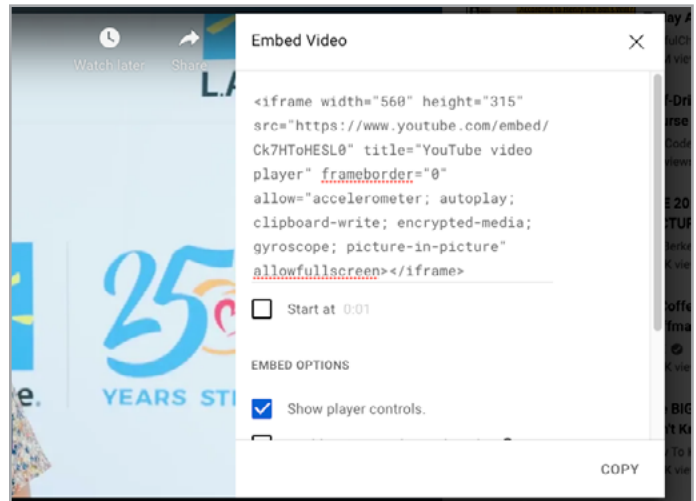 Watch later
Share
L.A
Embed Video
<iframe width="560" height="315"
src="https://www.youtube.com/embed/
Ck7HToHESL0" title="YouTube video
player" frameborder="0"
allow="accelerometer; autoplay;
clipboard-write; encrypted-media;
gyroscope; picture-in-picture"
allowfullscreen></iframe>
Start at 0:01
EMBED OPTIONS
Show player controls.
COPY
25
YEARS ST
e.